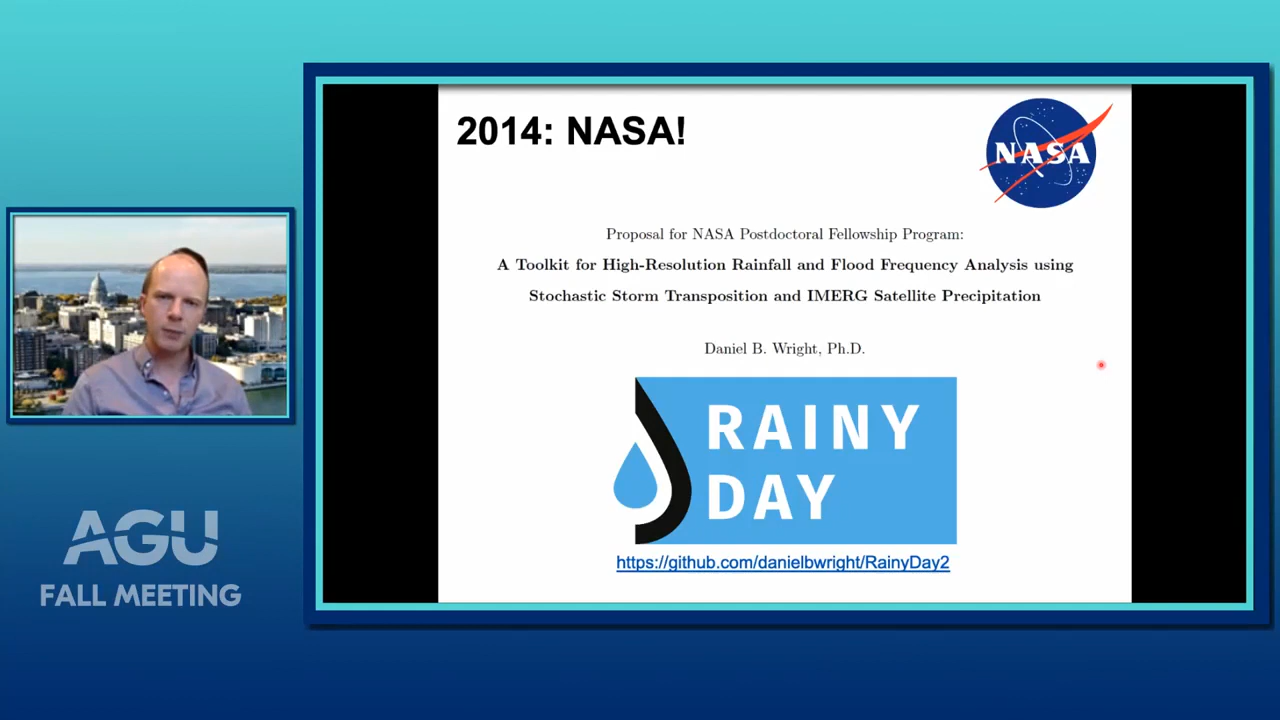 2014: NASA!
NASA
Proposal for NASA Postdoctoral Fellowship Program:
A Toolkit for High-Resolution Rainfall and Flood Frequency Analysis using
Stochastic Storm Transposition and IMERG Satellite Precipitation
Daniel B. Wright, Ph.D.
RAINY
DAY
https://github.com/danielbwright/RainyDay2
AGU
FALL MEETING